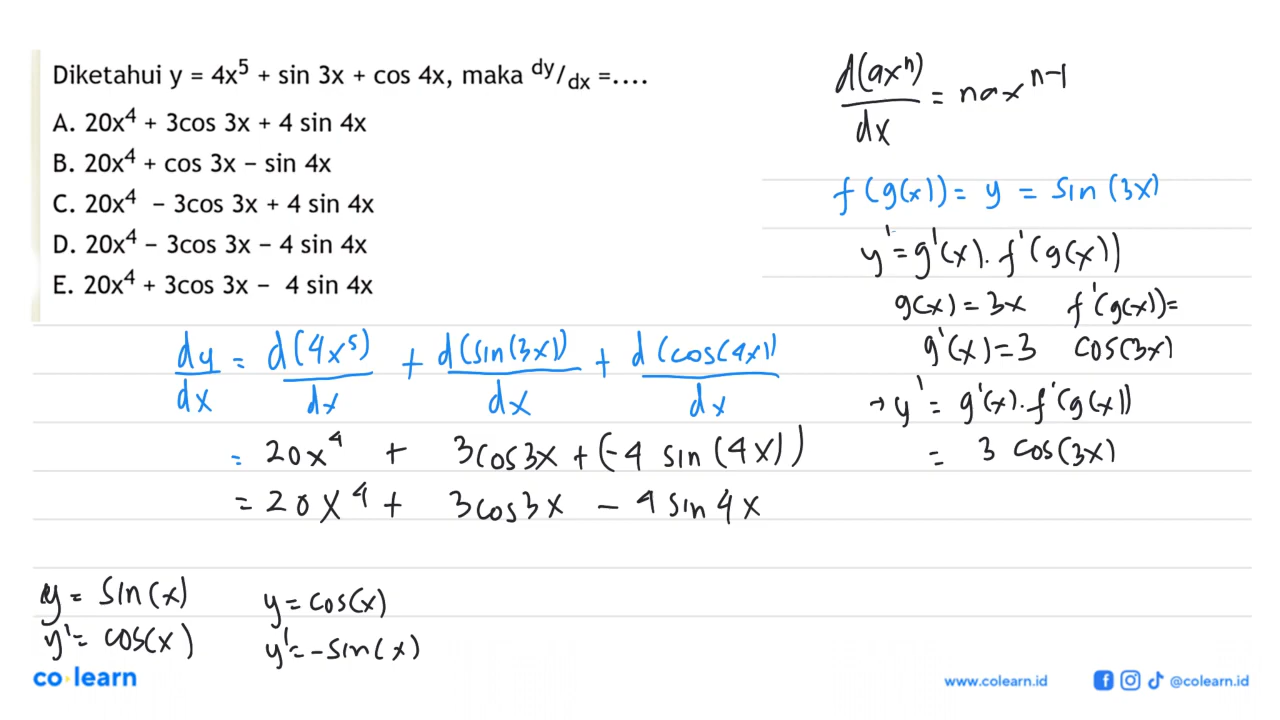 Diketahui y = 4x⁵ + sin 3x + cos 4x, maka dy/dx =....
A. 20x⁴ + 3cos 3x + 4 sin 4x
B. 20x⁴ + cos 3x − sin 4x
C. 20x⁴ − 3cos 3x + 4 sin 4x
D. 20x⁴ − 3cos 3x − 4 sin 4x
E. 20x⁴ + 3cos 3x − 4 sin 4x
dy/dx = d(4x⁵)/dx + d(sin(3x))/dx + d(cos(4x))/dx
= 20x⁴ + 3cos3x + (-4 sin(4x))
= 20x⁴ + 3cos3x − 4 sin 4x
y = sin(x)
y' = cos(x)
y = cos(x)
y' = -sin(x)
d(axⁿ)/dx = naxⁿ⁻¹
f(g(x)) = y = sin(3x)
y' = g'(x). f'(g(x))
g(x) = 3x f'(g(x)) =
g'(x) = 3 cos(3x)
→ y' = g'(x). f'(g(x))
= 3 cos(3x)
co learn
www.colearn.id @colearn.id